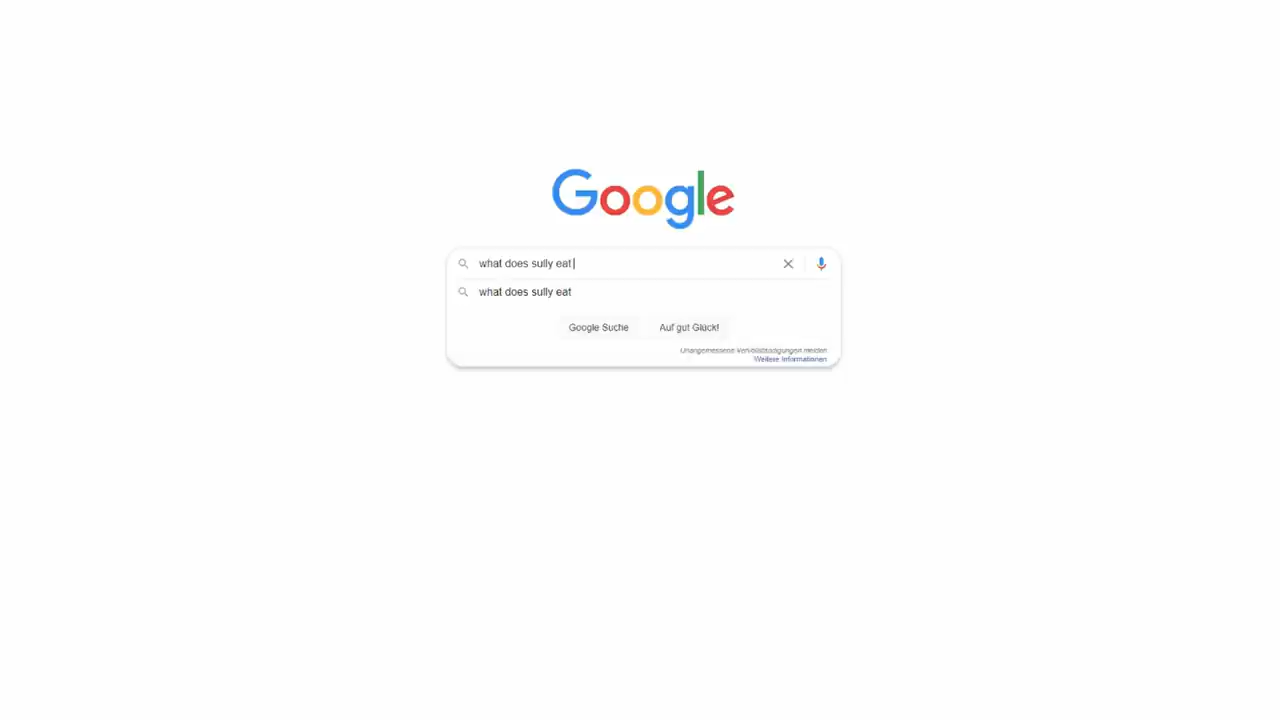 Google
what does sully eat
what does sully eat
Google Suche
Auf gut Glück!
Unangemessene Vervollständigungen melden
Weitere Informationen